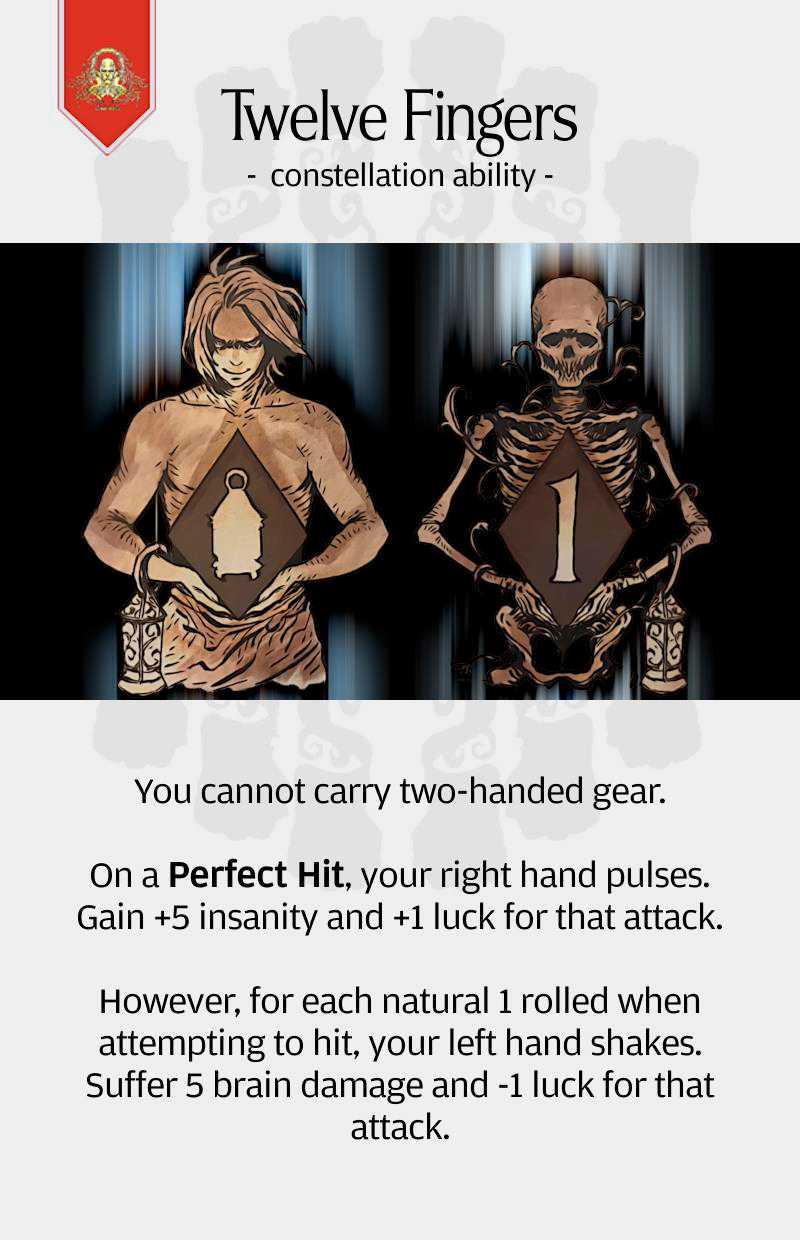 Twelve Fingers
- constellation ability -
1
You cannot carry two-handed gear.
On a Perfect Hit, your right hand pulses.
Gain +5 insanity and +1 luck for that attack.
However, for each natural 1 rolled when
attempting to hit, your left hand shakes.
Suffer 5 brain damage and -1 luck for that
attack.